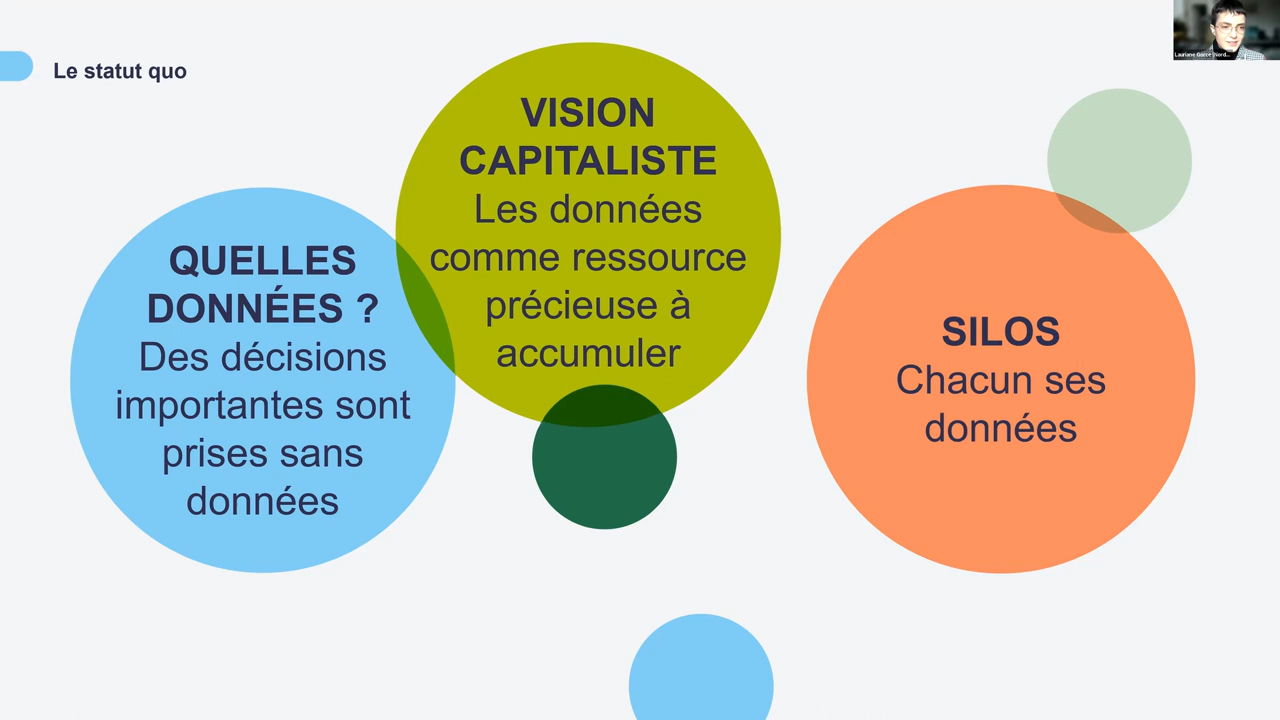 Le statut quo
QUELLES
DONNÉES ?
Des décisions
importantes sont
prises sans
données
VISION
CAPITALISTE
Les données
comme ressource
précieuse à
accumuler
SILOS
Chacun ses
données
Lauriane